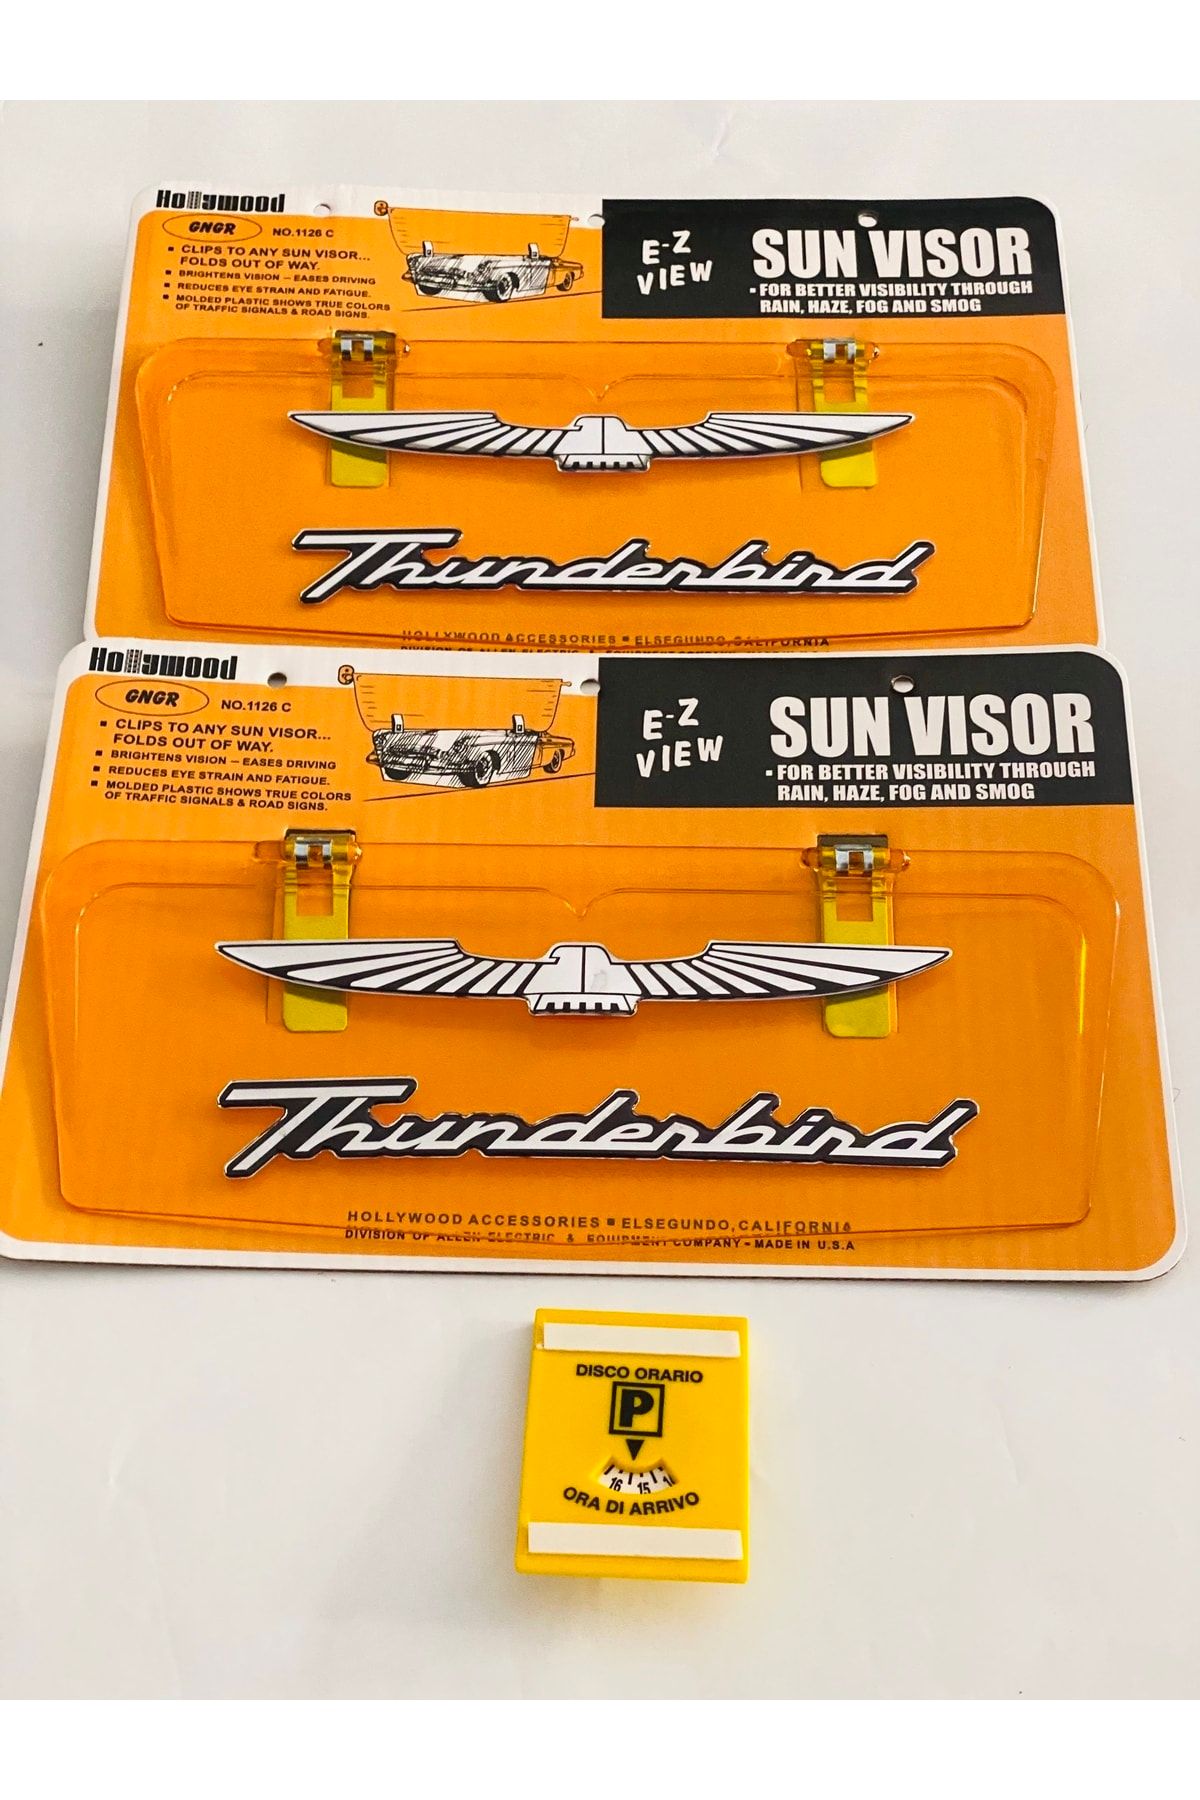 Hollywood
GNGR NO.1126 C
▪ CLIPS TO ANY SUN VISOR...
FOLDS OUT OF WAY.
▪ BRIGHTENS VISION — EASES DRIVING
▪ REDUCES EYE STRAIN AND FATIGUE.
▪ MOLDED PLASTIC SHOWS TRUE COLORS
OF TRAFFIC SIGNALS & ROAD SIGNS.
E-Z
VIEW
SUN VISOR
▪ FOR BETTER VISIBILITY THROUGH
RAIN, HAZE, FOG AND SMOG
Thunderbird
HOLLYWOOD ACCESSORIES ▪ ELSEGUNDO, CALIFORNIA
DIVISION OF ALLEN ELECTRIC
Hollywood
GNGR NO.1126 C
▪ CLIPS TO ANY SUN VISOR...
FOLDS OUT OF WAY.
▪ BRIGHTENS VISION — EASES DRIVING
▪ REDUCES EYE STRAIN AND FATIGUE.
▪ MOLDED PLASTIC SHOWS TRUE COLORS
OF TRAFFIC SIGNALS & ROAD SIGNS.
E-Z
VIEW
SUN VISOR
▪ FOR BETTER VISIBILITY THROUGH
RAIN, HAZE, FOG AND SMOG
Thunderbird
HOLLYWOOD ACCESSORIES ▪ ELSEGUNDO, CALIFORNIA
DIVISION OF ALLEN ELECTRIC & EQUIPMENT COMPANY - MADE IN U.S.A
DISCO ORARIO
P
16 15
ORA DI ARRIVO